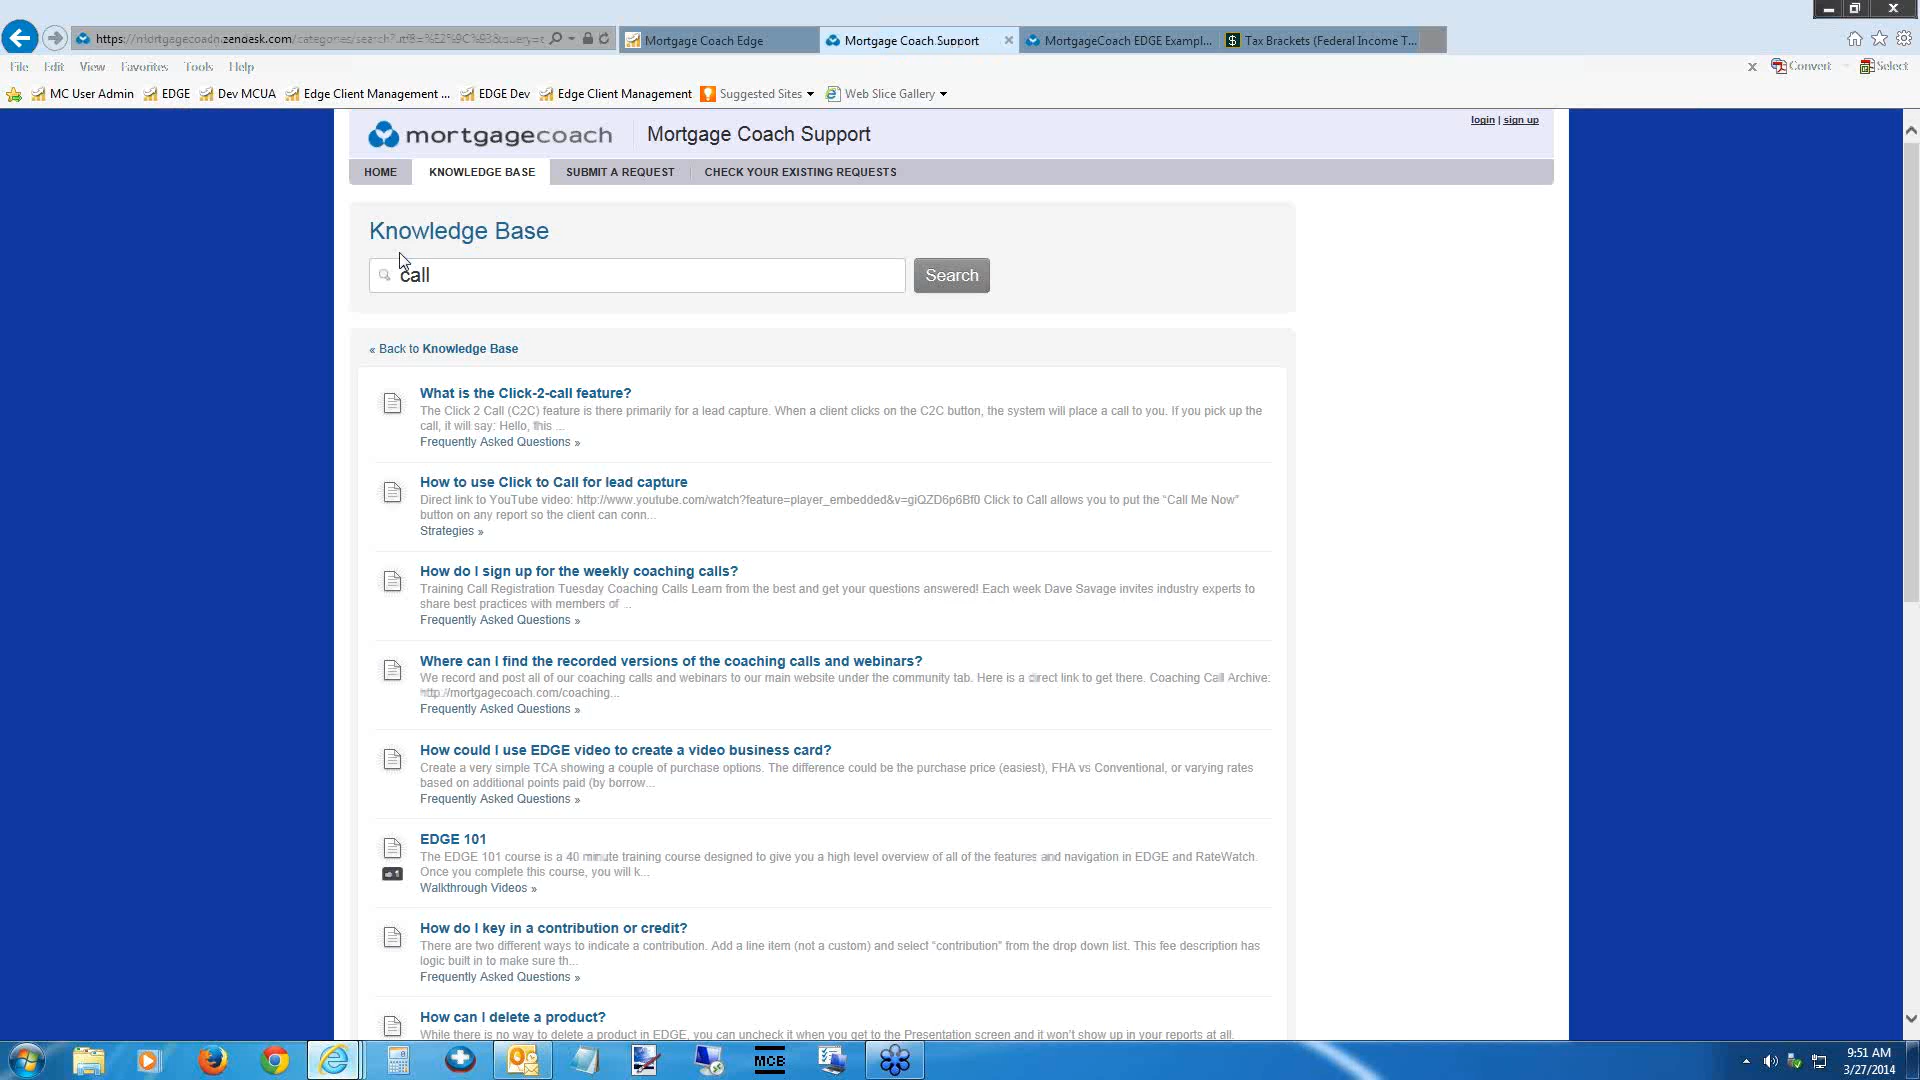 Mortgage Coach Edge
Mortgage Coach Support
MortgageCoach EDGE Exampl...
Tax Brackets (Federal Income T...
File Edit View Favorites Tools Help
Convert Select
MC User Admin EDGE Dev MCUA Edge Client Management ... EDGE Dev Edge Client Management Suggested Sites Web Slice Gallery
mortgagecoach Mortgage Coach Support
login | sign up
HOME KNOWLEDGE BASE SUBMIT A REQUEST CHECK YOUR EXISTING REQUESTS
Knowledge Base
call Search
« Back to Knowledge Base
What is the Click-2-call feature?
The Click 2 Call (C2C) feature is there primarily for a lead capture. When a client clicks on the C2C button, the system will place a call to you. If you pick up the
call, it will say: Hello, this ...
Frequently Asked Questions »
How to use Click to Call for lead capture
Direct link to YouTube video: http://www.youtube.com/watch?feature=player_embedded&v=giQZD6p6Bf0 Click to Call allows you to put the “Call Me Now”
button on any report so the client can conn...
Strategies »
How do I sign up for the weekly coaching calls?
Training Call Registration Tuesday Coaching Calls Learn from the best and get your questions answered! Each week Dave Savage invites industry experts to
share best practices with members of ...
Frequently Asked Questions »
Where can I find the recorded versions of the coaching calls and webinars?
We record and post all of our coaching calls and webinars to our main website under the community tab. Here is a direct link to get there. Coaching Call Archive:
http://mortgagecoach.com/coaching...
Frequently Asked Questions »
How could I use EDGE video to create a video business card?
Create a very simple TCA showing a couple of purchase options. The difference could be the purchase price (easiest), FHA vs Conventional, or varying rates
based on additional points paid (by borrow...
Frequently Asked Questions »
EDGE 101
The EDGE 101 course is a 40 minute training course designed to give you a high level overview of all of the features and navigation in EDGE and RateWatch.
Once you complete this course, you will k...
1
Walkthrough Videos »
How do I key in a contribution or credit?
There are two different ways to indicate a contribution. Add a line item (not a custom) and select “contribution” from the drop down list. This fee description has
logic built in to make sure th...
Frequently Asked Questions »
How can I delete a product?
While there is no way to delete a product in EDGE, you can uncheck it when you get to the Presentation screen and it won't show up in your reports at all.
MCB
9:51 AM
3/27/2014